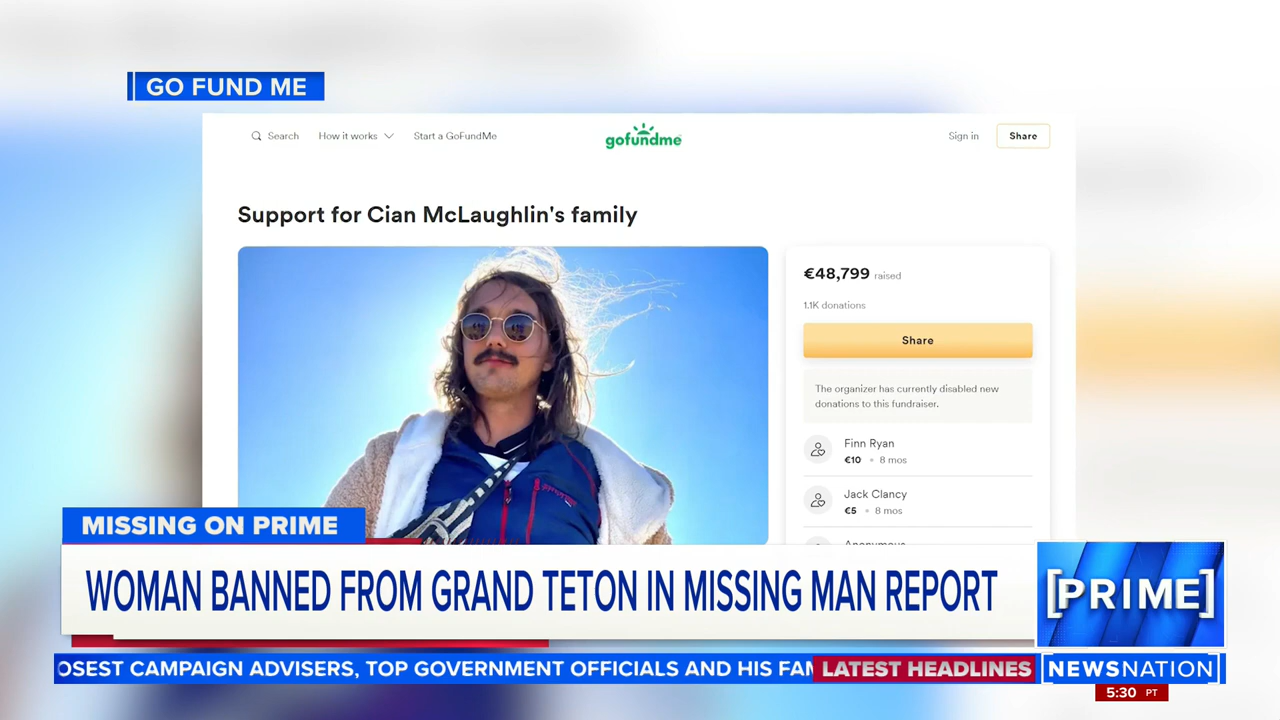 GO FUND ME
Search How it works Start a GoFundMe gofundme Sign in Share
Support for Cian McLaughlin's family
€48,799 raised
1.1K donations
Share
The organizer has currently disabled new
donations to this fundraiser.
Finn Ryan
€10 • 8 mos
Jack Clancy
€5 • 8 mos
Anonymous
MISSING ON PRIME
WOMAN BANNED FROM GRAND TETON IN MISSING MAN REPORT
[PRIME]
OSEST CAMPAIGN ADVISERS, TOP GOVERNMENT OFFICIALS AND HIS FAM
LATEST HEADLINES
NEWSNATION
5:30 PT